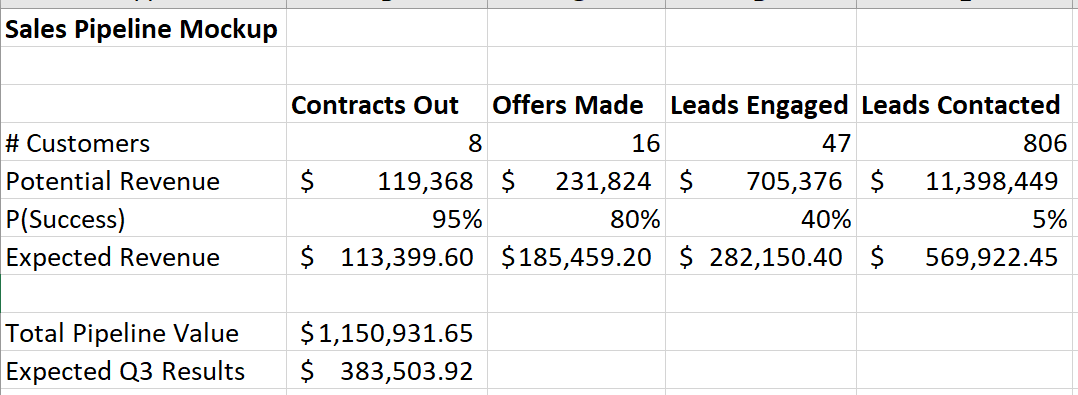 Sales Pipeline Mockup
Contracts Out Offers Made Leads Engaged Leads Contacted
# Customers 8 16 47 806
Potential Revenue $ 119,368 $ 231,824 $ 705,376 $ 11,398,449
P(Success) 95% 80% 40% 5%
Expected Revenue $ 113,399.60 $185,459.20 $ 282,150.40 $ 569,922.45
Total Pipeline Value $1,150,931.65
Expected Q3 Results $ 383,503.92